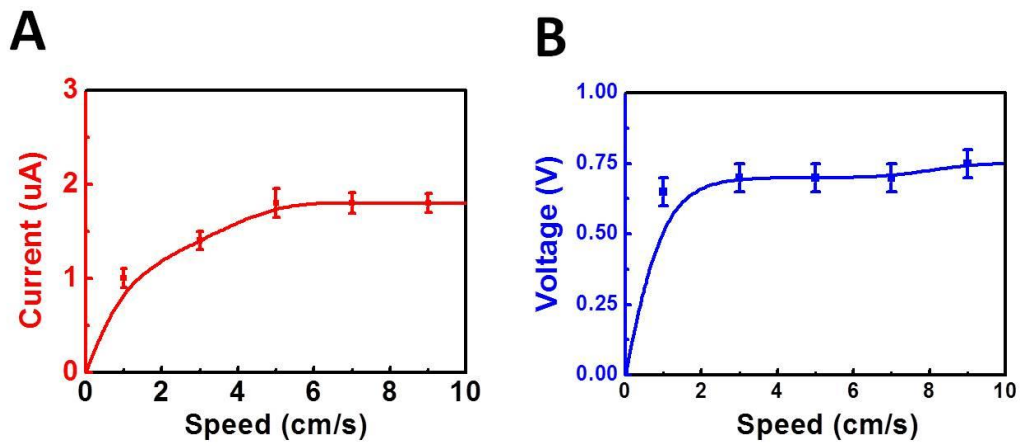 A
B
Current (uA)
3
2
1
0
0 2 4 6 8 10
Speed (cm/s)
Voltage (V)
1.00
0.75
0.50
0.25
0.00
0 2 4 6 8 10
Speed (cm/s)